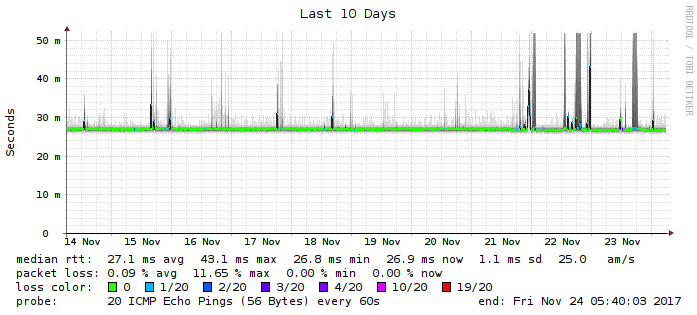 Last 10 Days
RRDTOOL / TOBI OETIKER
Seconds
50 m
40 m
30 m
20 m
10 m
0
14 Nov 15 Nov 16 Nov 17 Nov 18 Nov 19 Nov 20 Nov 21 Nov 22 Nov 23 Nov
median rtt: 27.1 ms avg 43.1 ms max 26.8 ms min 26.9 ms now 1.1 ms sd 25.0 am/s
packet loss: 0.09 % avg 11.65 % max 0.00 % min 0.00 % now
loss color: 0 1/20 2/20 3/20 4/20 10/20 19/20
probe: 20 ICMP Echo Pings (56 Bytes) every 60s end: Fri Nov 24 05:40:03 2017